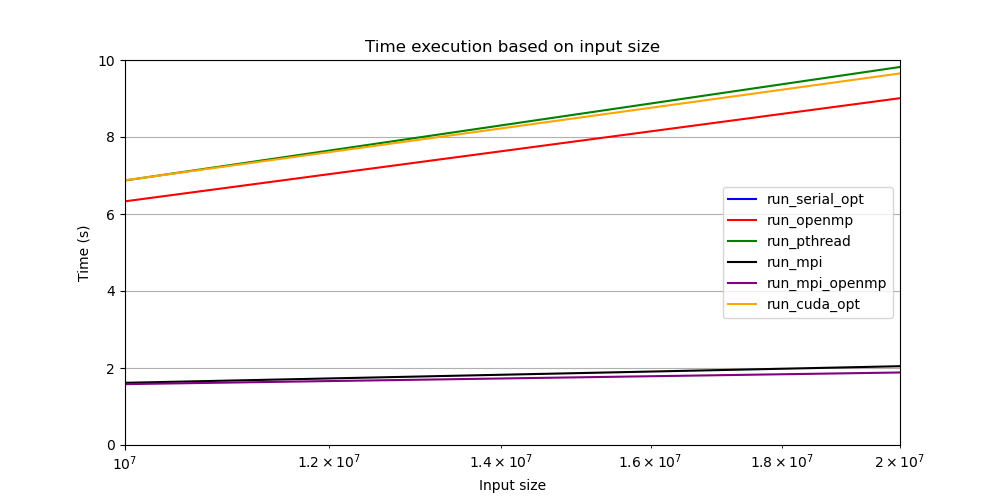 Time execution based on input size
10
8
6
4
2
0
Time (s)
run_serial_opt
run_openmp
run_pthread
run_mpi
run_mpi_openmp
run_cuda_opt
10⁷
1.2 × 10⁷
1.4 × 10⁷
1.6 × 10⁷
1.8 × 10⁷
2 × 10⁷
Input size